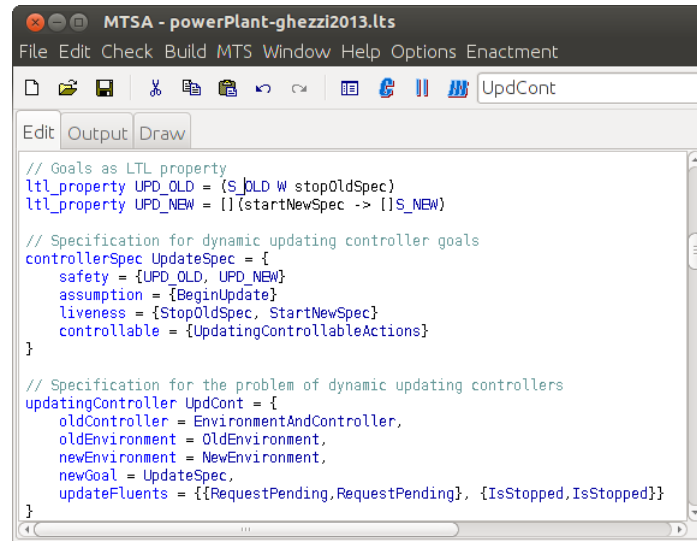 MTSA - powerPlant-ghezzi2013.lts
File Edit Check Build MTS Window Help Options Enactment
UpdCont
Edit Output Draw
// Goals as LTL property
ltl_property UPD_OLD = (S_OLD W stopOldSpec)
ltl_property UPD_NEW = [](startNewSpec -> []S_NEW)
// Specification for dynamic updating controller goals
controllerSpec UpdateSpec = {
safety = {UPD_OLD, UPD_NEW}
assumption = {BeginUpdate}
liveness = {StopOldSpec, StartNewSpec}
controllable = {UpdatingControllableActions}
}
// Specification for the problem of dynamic updating controllers
updatingController UpdCont = {
oldController = EnvironmentAndController,
oldEnvironment = OldEnvironment,
newEnvironment = NewEnvironment,
newGoal = UpdateSpec,
updateFluents = {{RequestPending,RequestPending}, {IsStopped,IsStopped}}
}